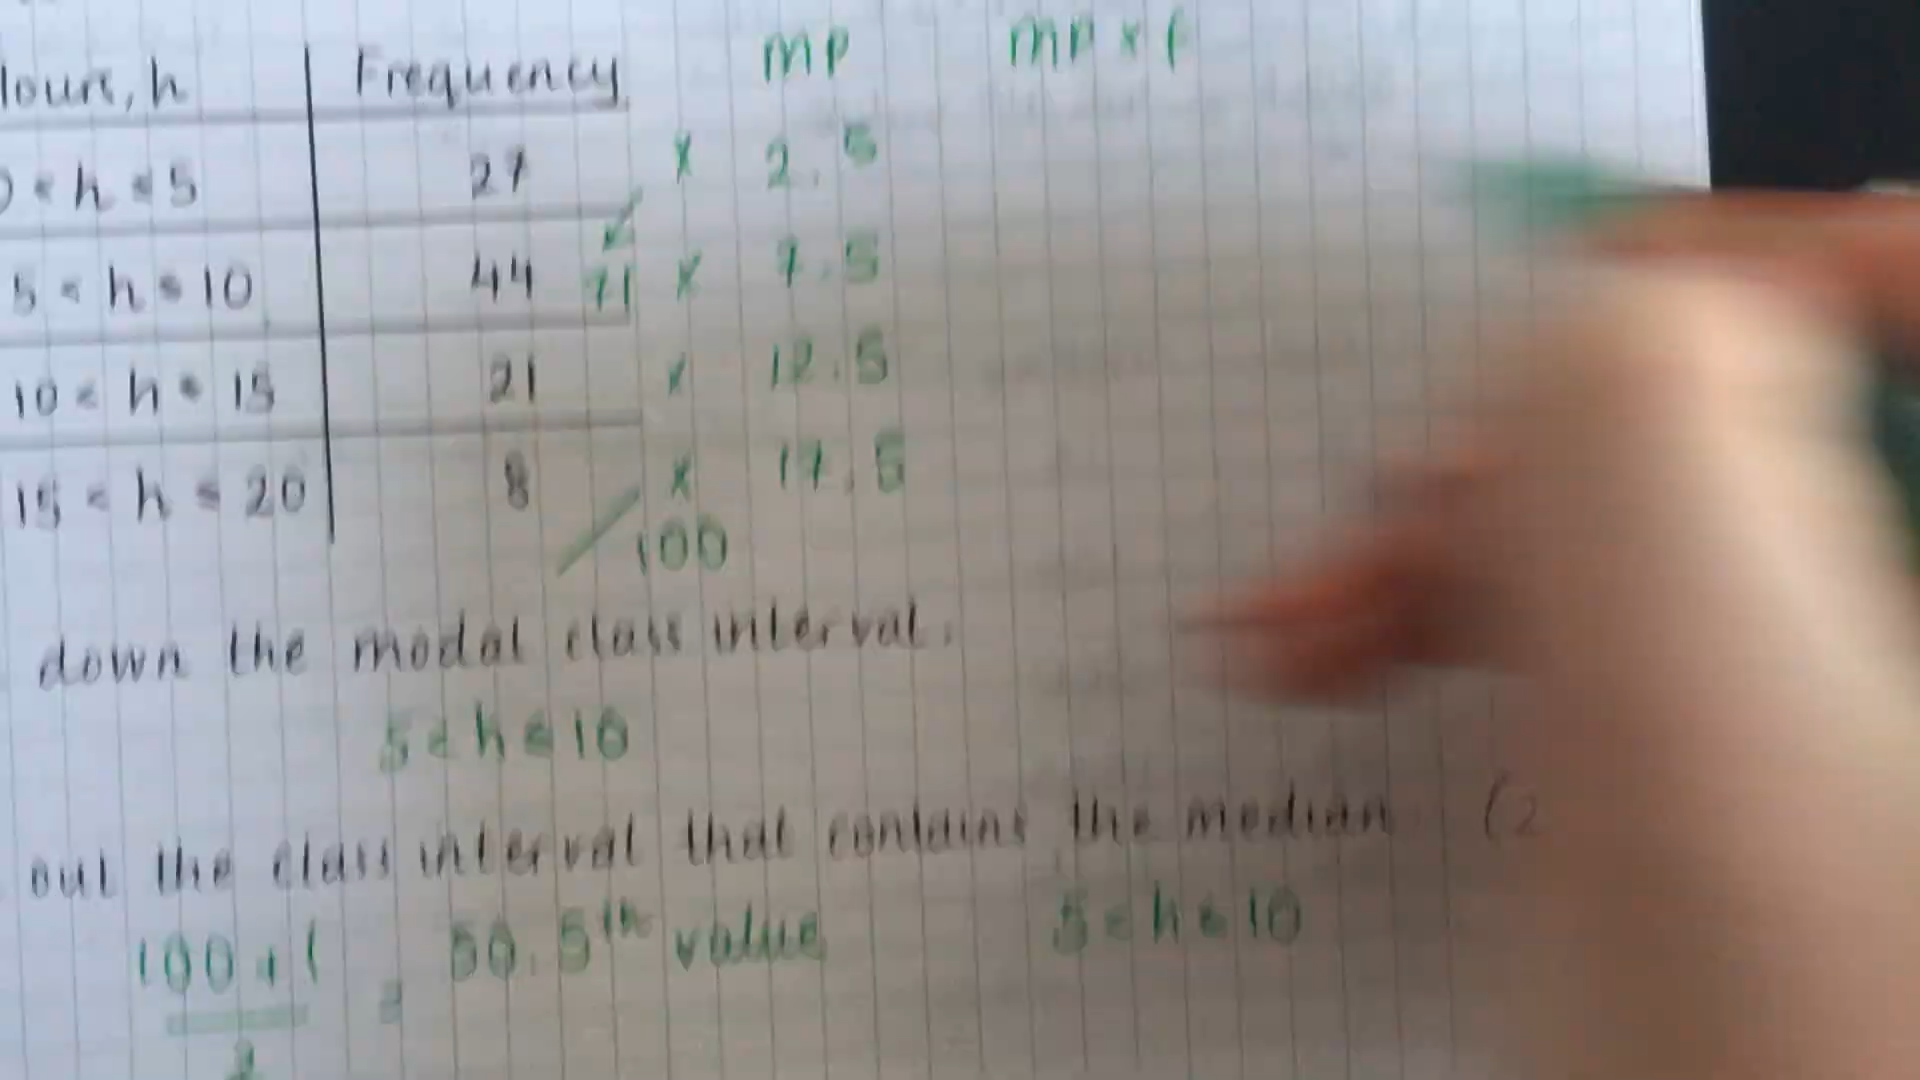 h Frequency mp mp x f
< h ≤ 5 27 x 2.5
5 < h ≤ 10 44 71 x 7.5
10 < h ≤ 15 21 x 12.5
15 < h ≤ 20 8 x 17.5
100
down the modal class interval.
5 < h ≤ 10
out the class interval that contains the median (2
100 + 1 = 50.5th value 5 < h ≤ 10
2